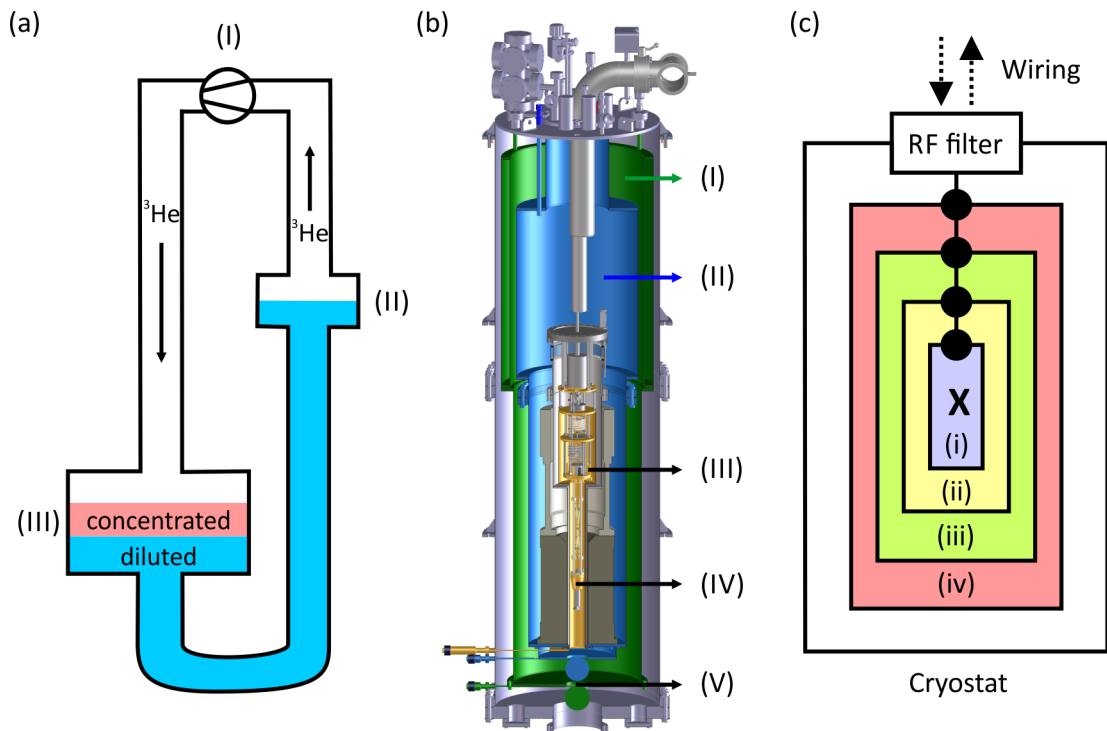 (a)
(I)
³He
³He
(II)
(III)
concentrated
diluted
(b)
(I)
(II)
(III)
(IV)
(V)
(c)
Wiring
RF filter
X
(i)
(ii)
(iii)
(iv)
Cryostat